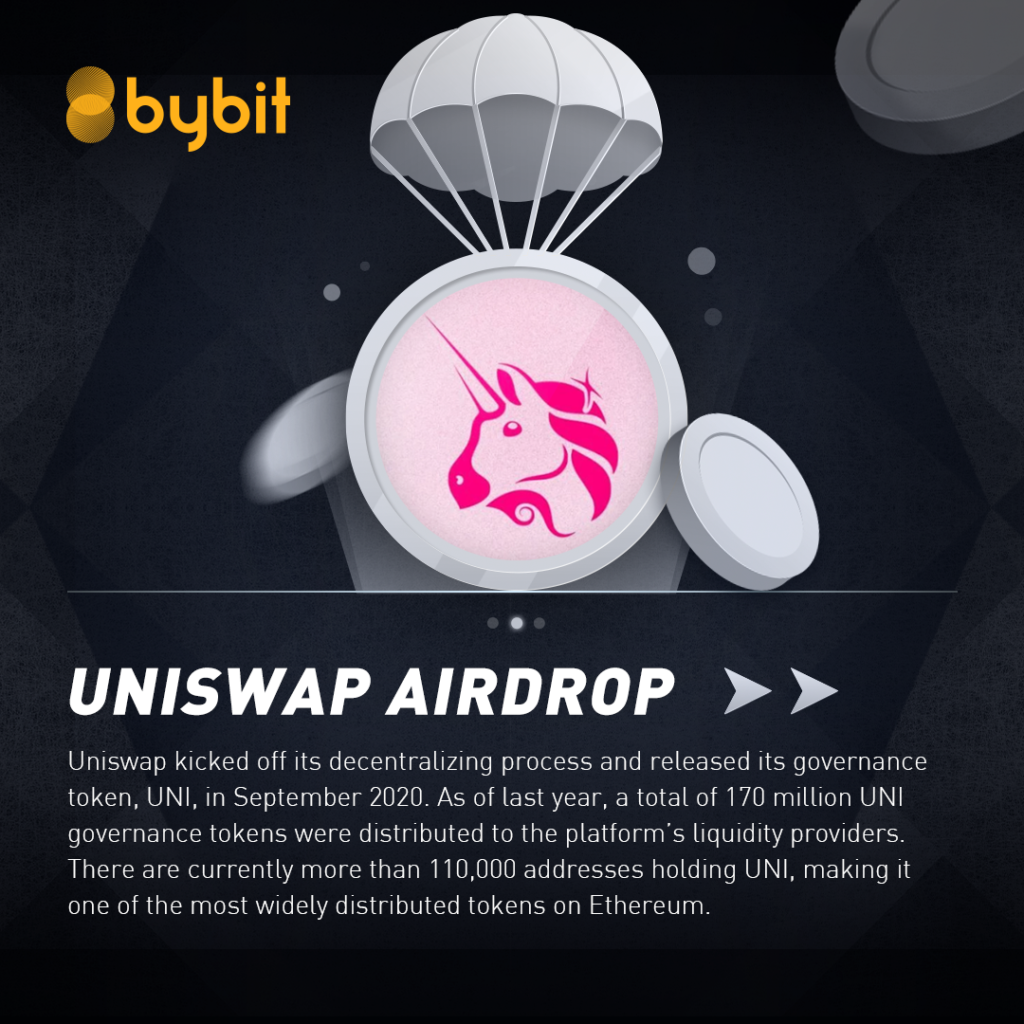 bybit
UNISWAP AIRDROP
Uniswap kicked off its decentralizing process and released its governance
token, UNI, in September 2020. As of last year, a total of 170 million UNI
governance tokens were distributed to the platform's liquidity providers.
There are currently more than 110,000 addresses holding UNI, making it
one of the most widely distributed tokens on Ethereum.